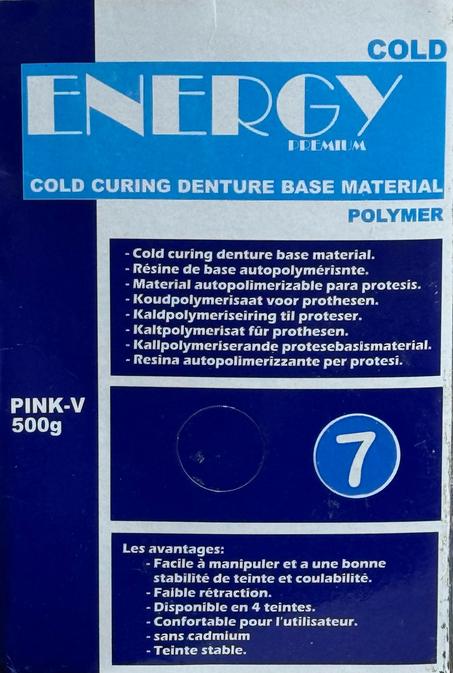 COLD
ENERGY
PREMIUM
COLD CURING DENTURE BASE MATERIAL
POLYMER
- Cold curing denture base material.
- Résine de base autopolymérisnte.
- Material autopolimerizable para protesis.
- Koudpolymerisaat voor prothesen.
- Kaldpolymeriseiring til proteser.
- Kaltpolymerisat für prothesen.
- Kallpolymeriserande protesebasismaterial.
- Resina autopolimerizzante per protesi.
PINK-V
500g
7
Les avantages:
- Facile à manipuler et a une bonne
stabilité de teinte et coulabilité.
- Faible rétraction.
- Disponible en 4 teintes.
- Confortable pour l'utilisateur.
- sans cadmium
- Teinte stable.